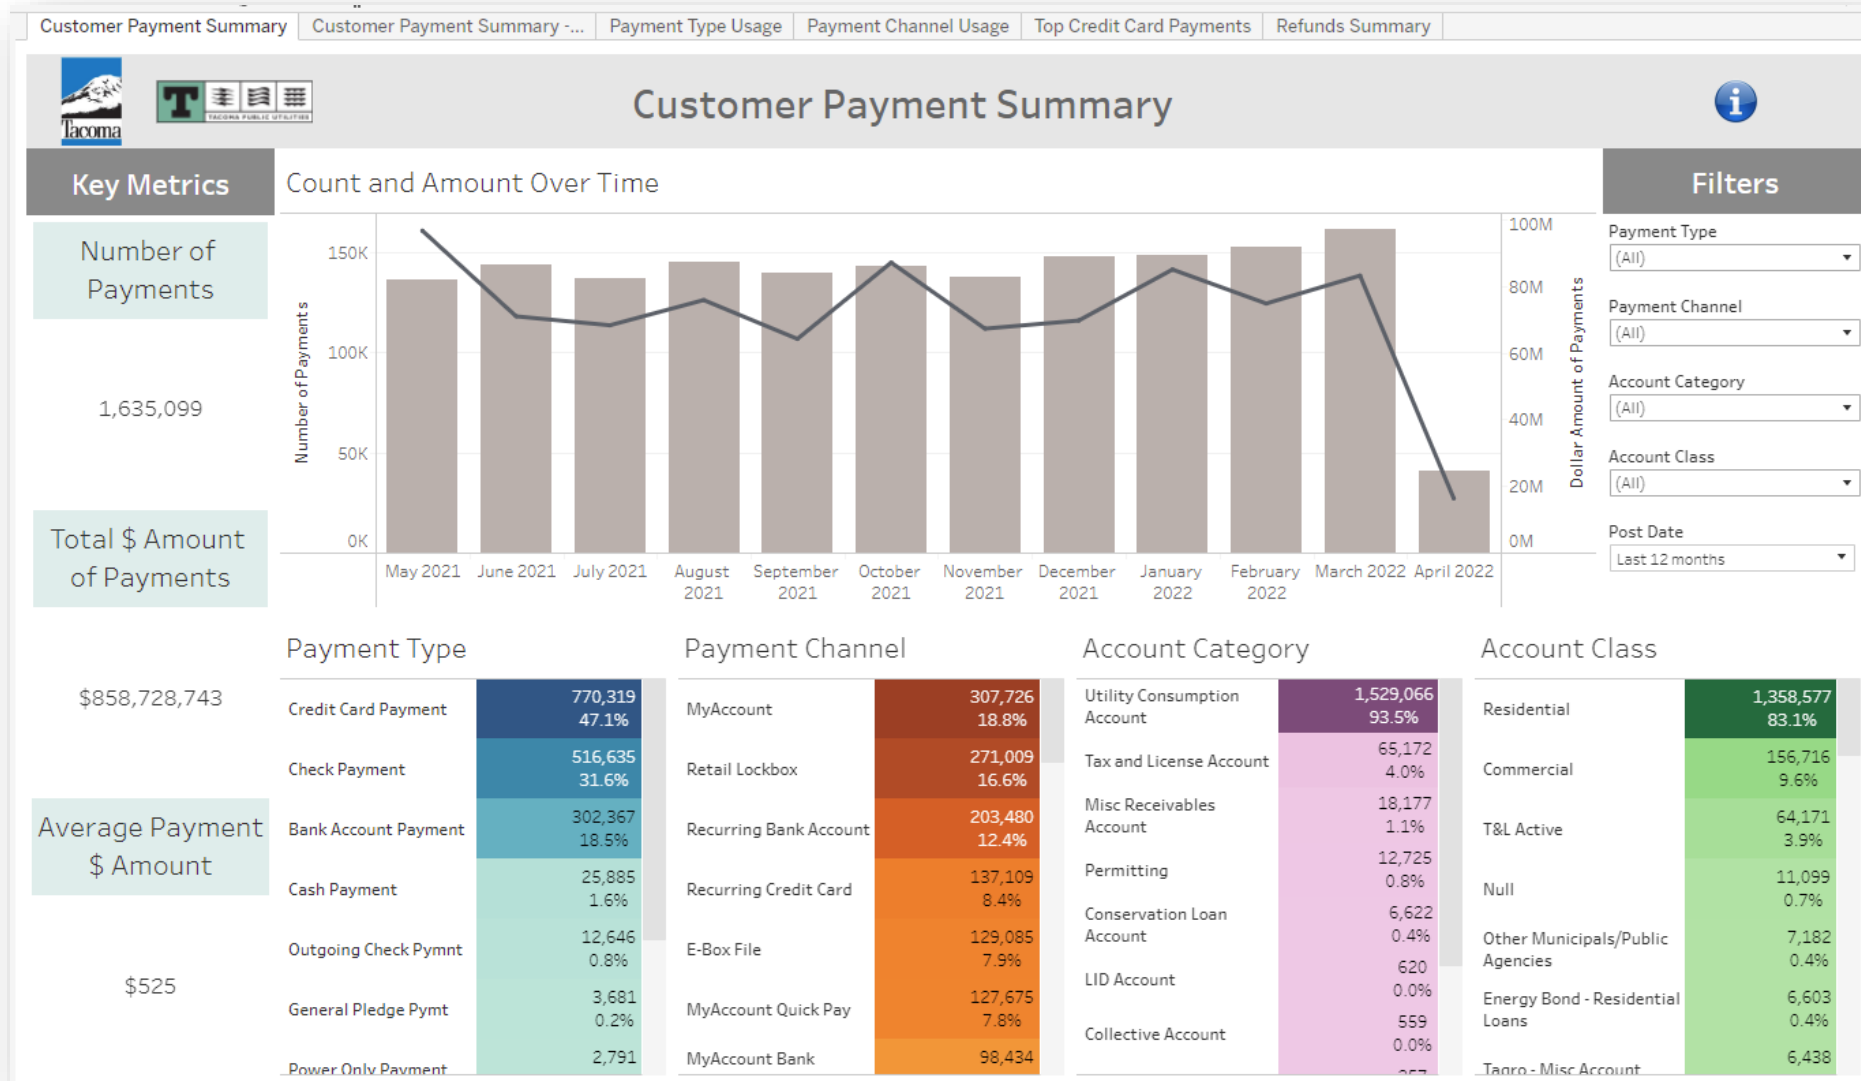 Customer Payment Summary
Customer Payment Summary -...
Payment Type Usage
Payment Channel Usage
Top Credit Card Payments
Refunds Summary
Tacoma
T
TACOMA PUBLIC UTILITIES
Customer Payment Summary
i
Key Metrics
Number of
Payments
1,635,099
Total $ Amount
of Payments
$858,728,743
Average Payment
$ Amount
$525
Count and Amount Over Time
Number of Payments
150K
100K
50K
0K
100M
80M
60M
40M
20M
0M
Dollar Amount of Payments
May 2021
June 2021
July 2021
August
2021
September
2021
October
2021
November
2021
December
2021
January
2022
February
2022
March 2022
April 2022
Filters
Payment Type
(All)
Payment Channel
(All)
Account Category
(All)
Account Class
(All)
Post Date
Last 12 months
Payment Type
Credit Card Payment
770,319
47.1%
Check Payment
516,635
31.6%
Bank Account Payment
302,367
18.5%
Cash Payment
25,885
1.6%
Outgoing Check Pymnt
12,646
0.8%
General Pledge Pymt
3,681
0.2%
Power Only Payment
2,791
Payment Channel
MyAccount
307,726
18.8%
Retail Lockbox
271,009
16.6%
Recurring Bank Account
203,480
12.4%
Recurring Credit Card
137,109
8.4%
E-Box File
129,085
7.9%
MyAccount Quick Pay
127,675
7.8%
MyAccount Bank
98,434
Account Category
Utility Consumption
Account
1,529,066
93.5%
Tax and License Account
65,172
4.0%
Misc Receivables
Account
18,177
1.1%
Permitting
12,725
0.8%
Conservation Loan
Account
6,622
0.4%
LID Account
620
0.0%
Collective Account
559
0.0%
Account Class
Residential
1,358,577
83.1%
Commercial
156,716
9.6%
T&L Active
64,171
3.9%
Null
11,099
0.7%
Other Municipals/Public
Agencies
7,182
0.4%
Energy Bond - Residential
Loans
6,603
0.4%
Tagro - Misc Account
6,438